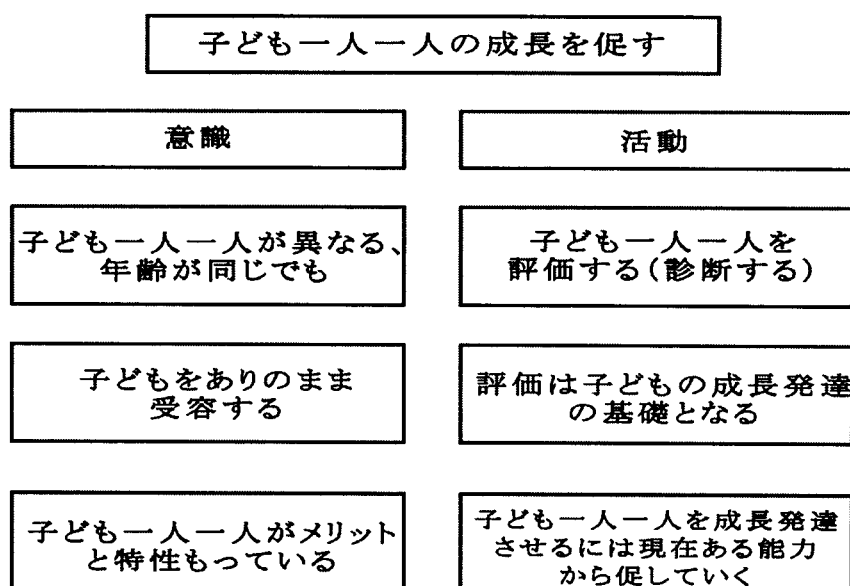 子ども一人一人の成長を促す
意識
活動
子ども一人一人が異なる、
年齢が同じでも
子ども一人一人を
評価する(診断する)
子どもをありのまま
受容する
評価は子どもの成長発達
の基礎となる
子ども一人一人がメリット
と特性もっている
子ども一人一人を成長発達
させるには現在ある能力
から促していく